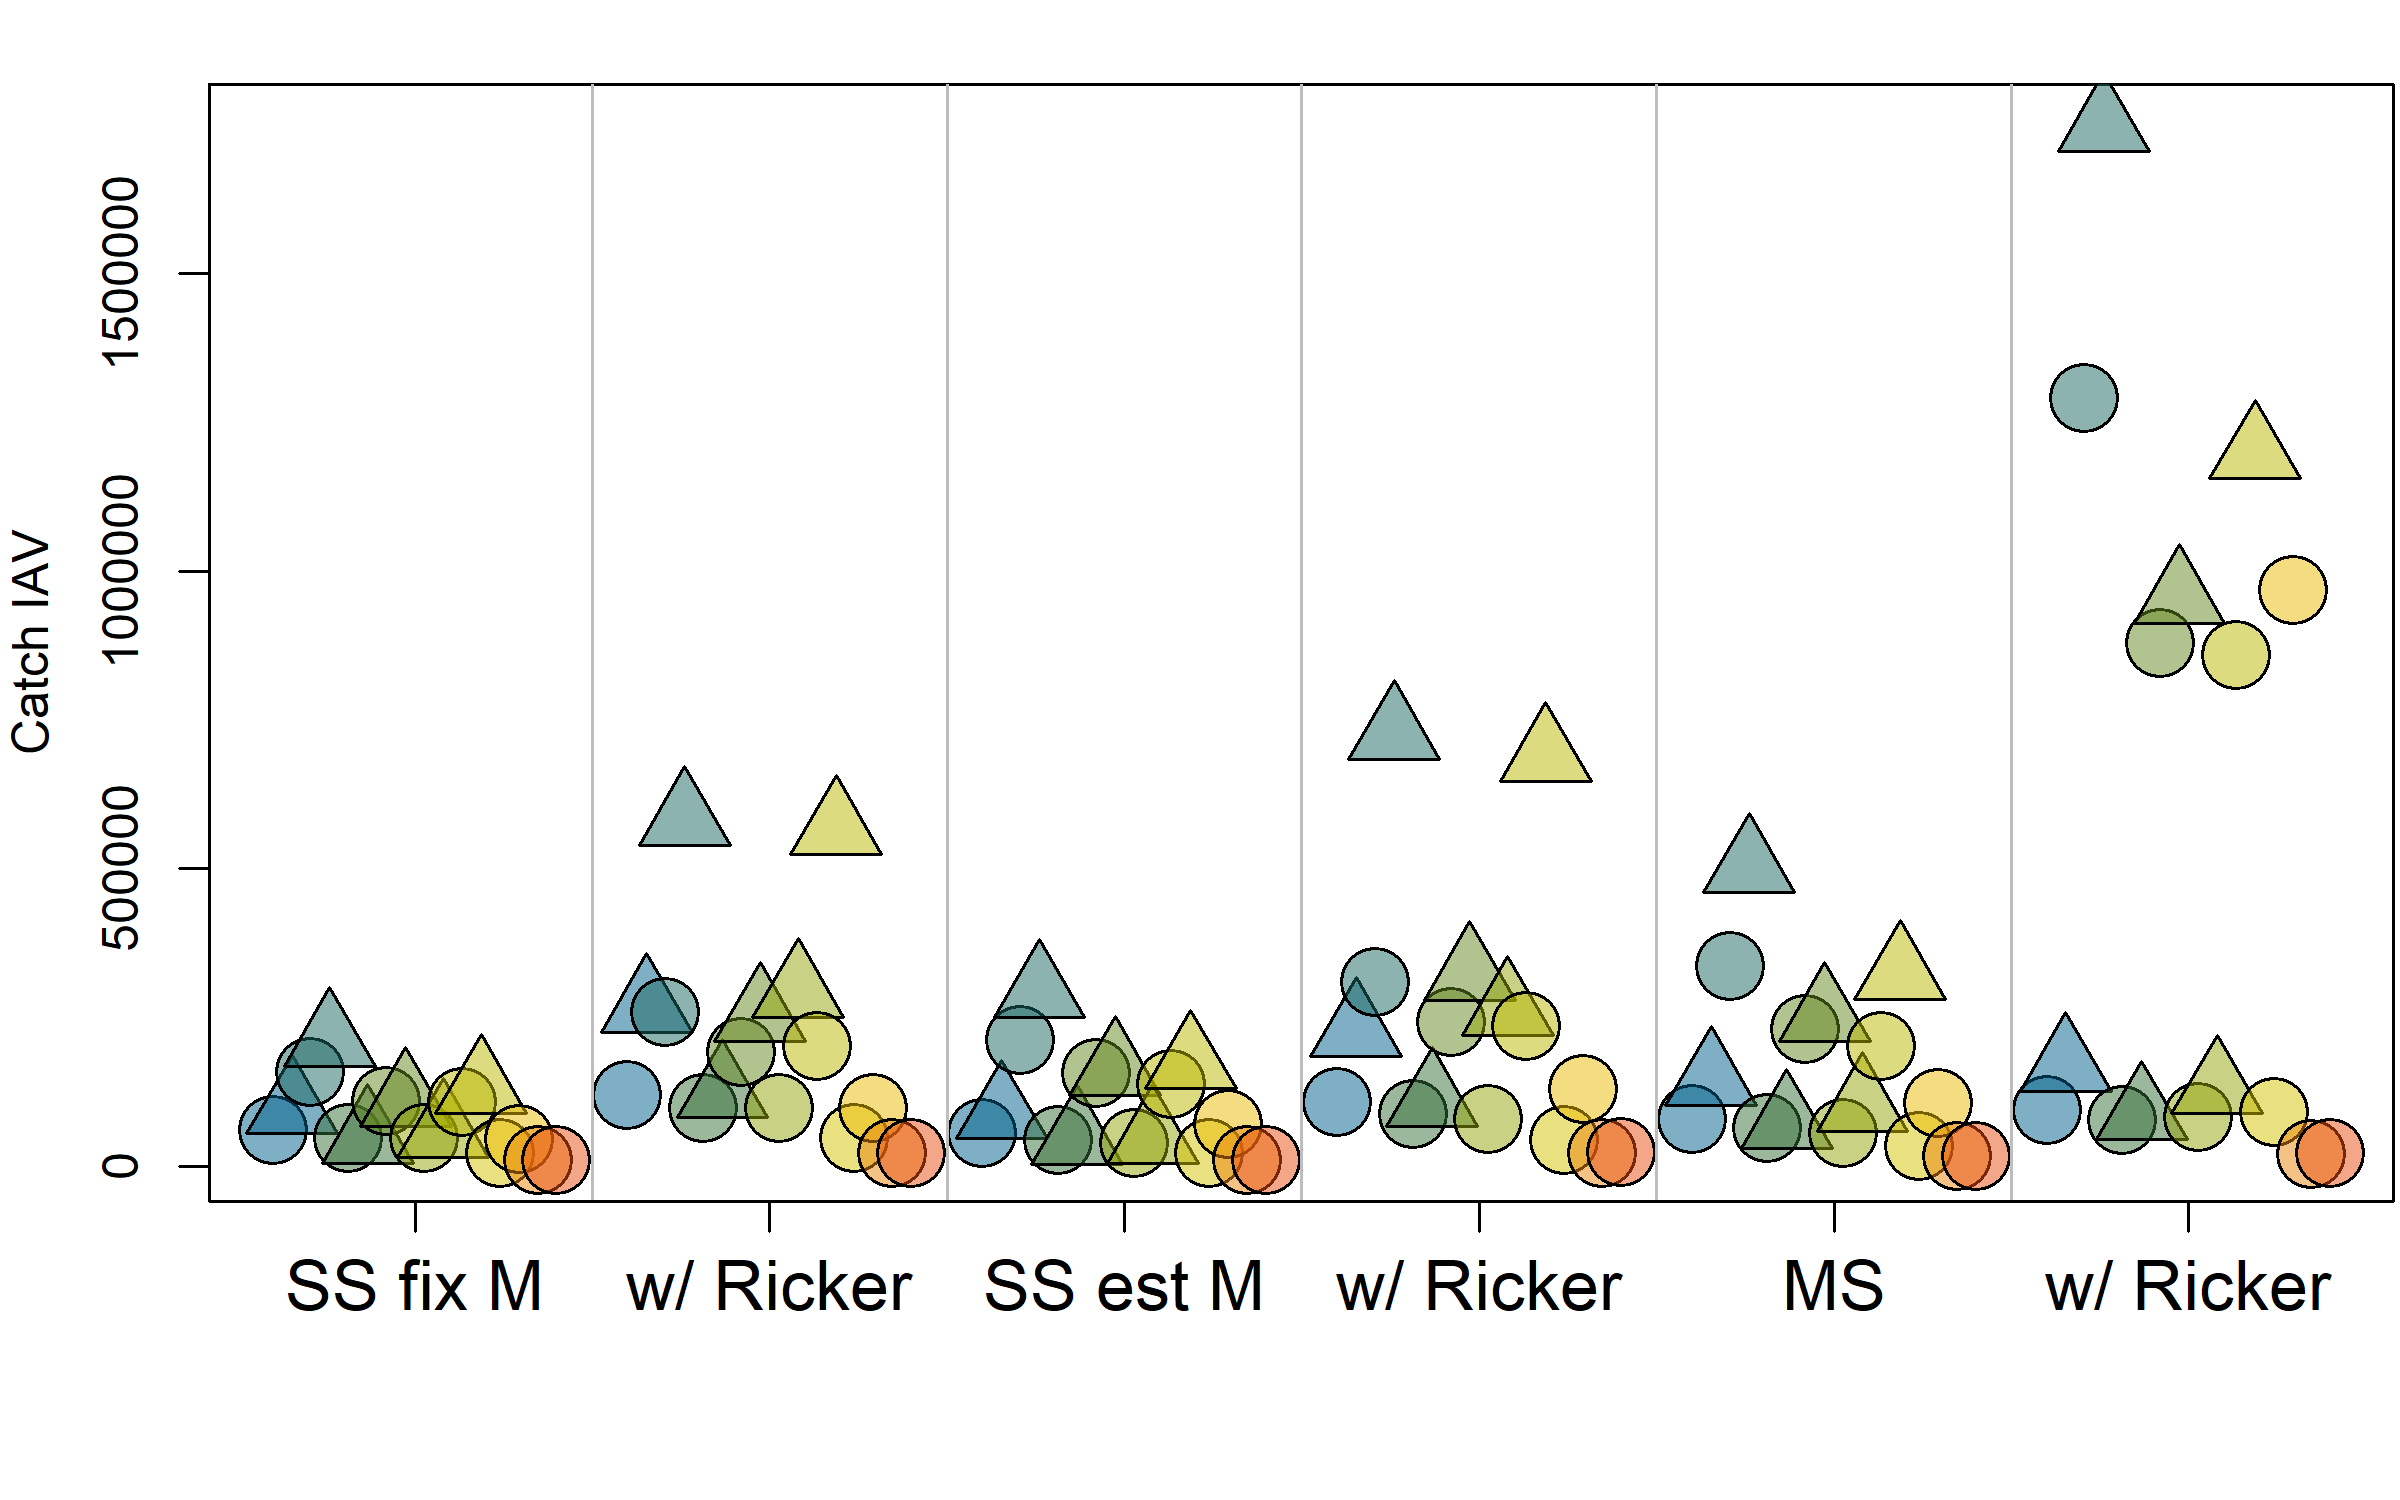 Catch IAV
1500000
1000000
500000
0
SS fix M
w/ Ricker
SS est M
w/ Ricker
MS
w/ Ricker